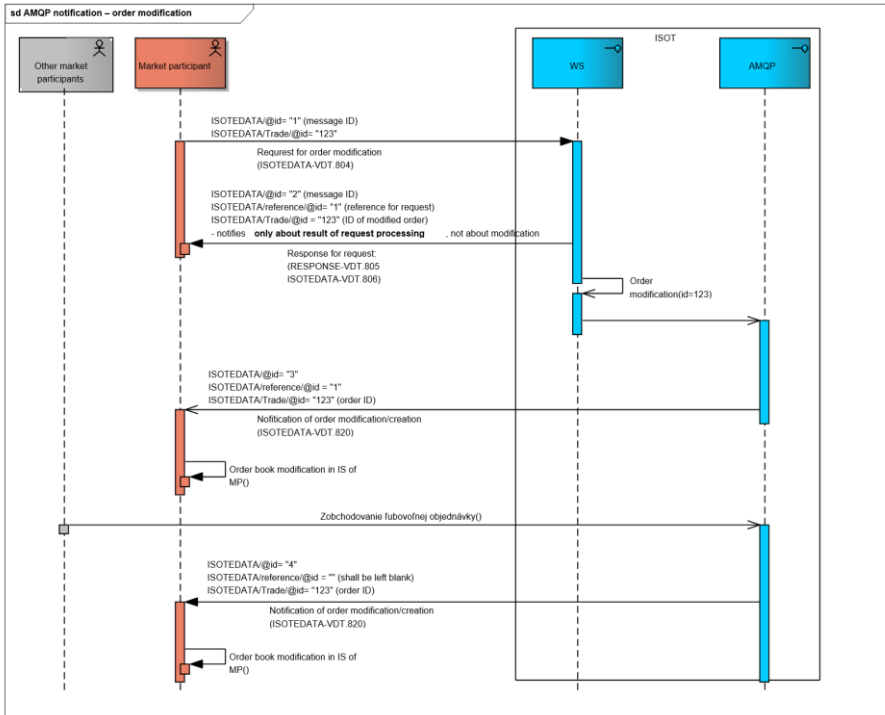 sd AMQP notification – order modification
ISOT
Other market
participants
Market participant
WS
AMQP
ISOTEDATA/@id= "1" (message ID)
ISOTEDATA/Trade/@id= "123"
Requrest for order modification
(ISOTEDATA-VDT.804)
ISOTEDATA/@id= "2" (message ID)
ISOTEDATA/reference/@id= "1" (reference for request)
ISOTEDATA/Trade/@id = "123" (ID of modified order)
- notifies only about result of request processing , not about modification
Response for request:
(RESPONSE-VDT.805
ISOTEDATA-VDT.806)
Order
modification(id=123)
ISOTEDATA/@id= "3"
ISOTEDATA/reference/@id = "1"
ISOTEDATA/Trade/@id= "123" (order ID)
Nofitication of order modification/creation
(ISOTEDATA-VDT.820)
Order book modification in IS of
MP()
Zobchodovanie ľubovoľnej objednávky()
ISOTEDATA/@id= "4"
ISOTEDATA/reference/@id = "" (shall be left blank)
ISOTEDATA/Trade/@id= "123" (order ID)
Notification of order modification/creation
(ISOTEDATA-VDT.820)
Order book modification in IS of
MP()